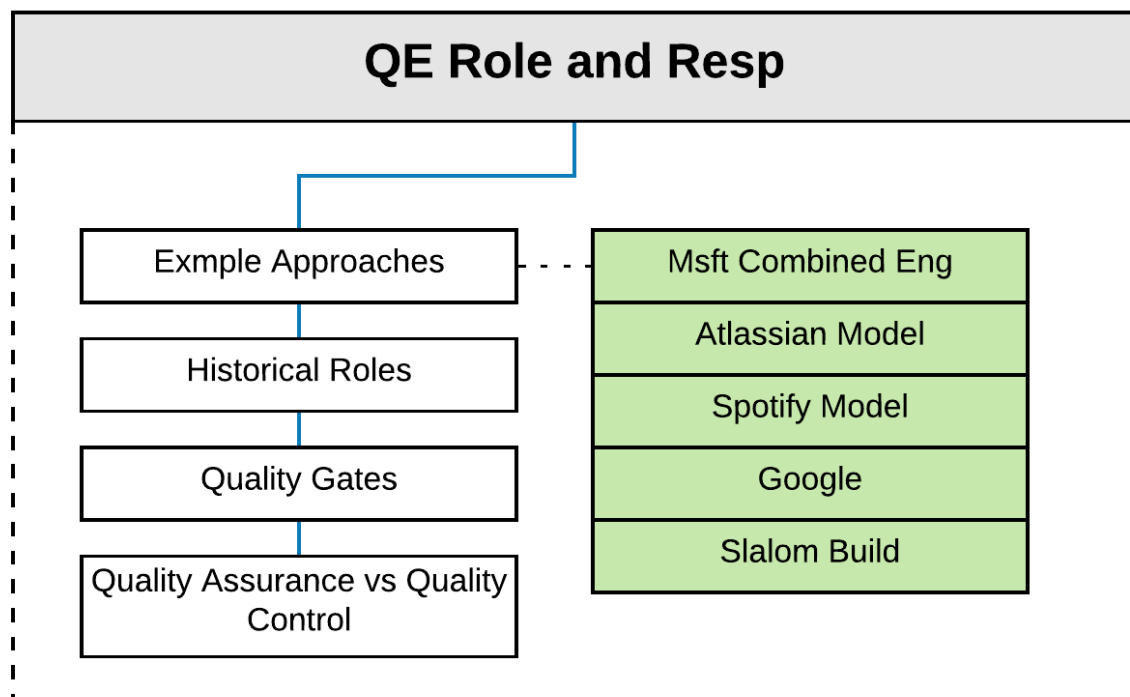 QE Role and Resp
Exmple Approaches
Historical Roles
Quality Gates
Quality Assurance vs Quality
Control
Msft Combined Eng
Atlassian Model
Spotify Model
Google
Slalom Build